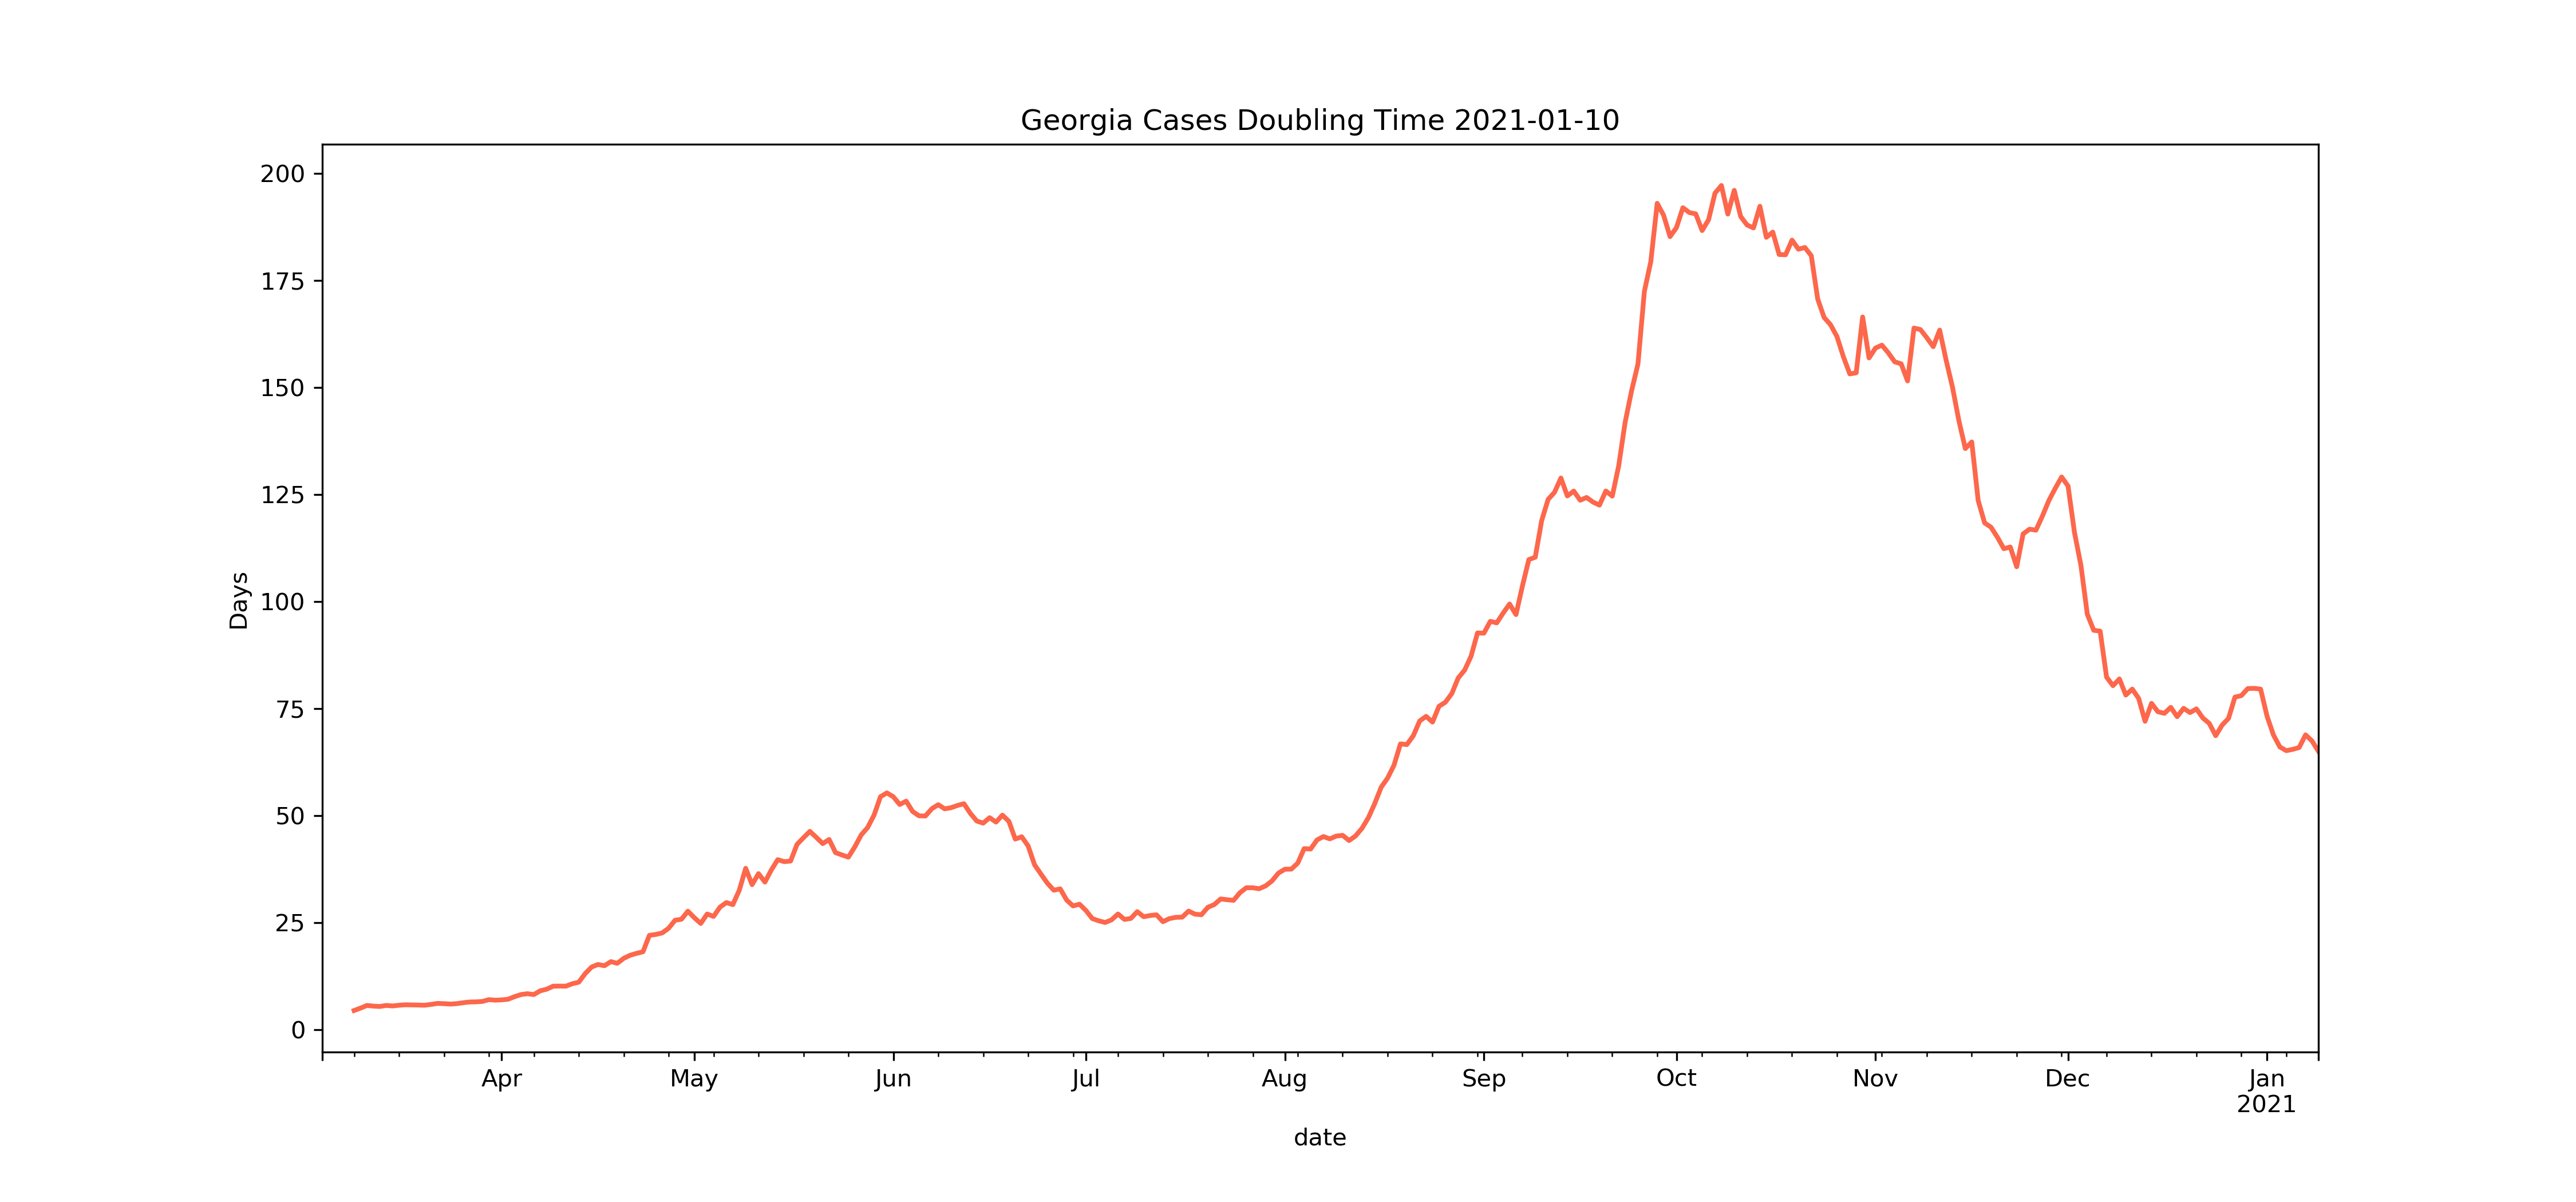 Georgia Cases Doubling Time 2021-01-10
200
175
150
125
100
75
50
25
0
Days
Apr May Jun Jul Aug Sep Oct Nov Dec Jan
2021
date